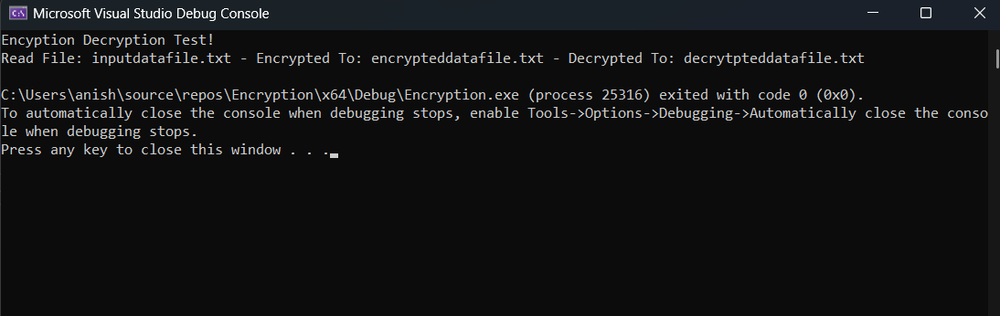 Microsoft Visual Studio Debug Console
Encyption Decryption Test!
Read File: inputdatafile.txt - Encrypted To: encrypteddatafile.txt - Decrypted To: decrytpteddatafile.txt
C:\Users\anish\source\repos\Encryption\x64\Debug\Encryption.exe (process 25316) exited with code 0 (0x0).
To automatically close the console when debugging stops, enable Tools->Options->Debugging->Automatically close the conso
le when debugging stops.
Press any key to close this window . . .